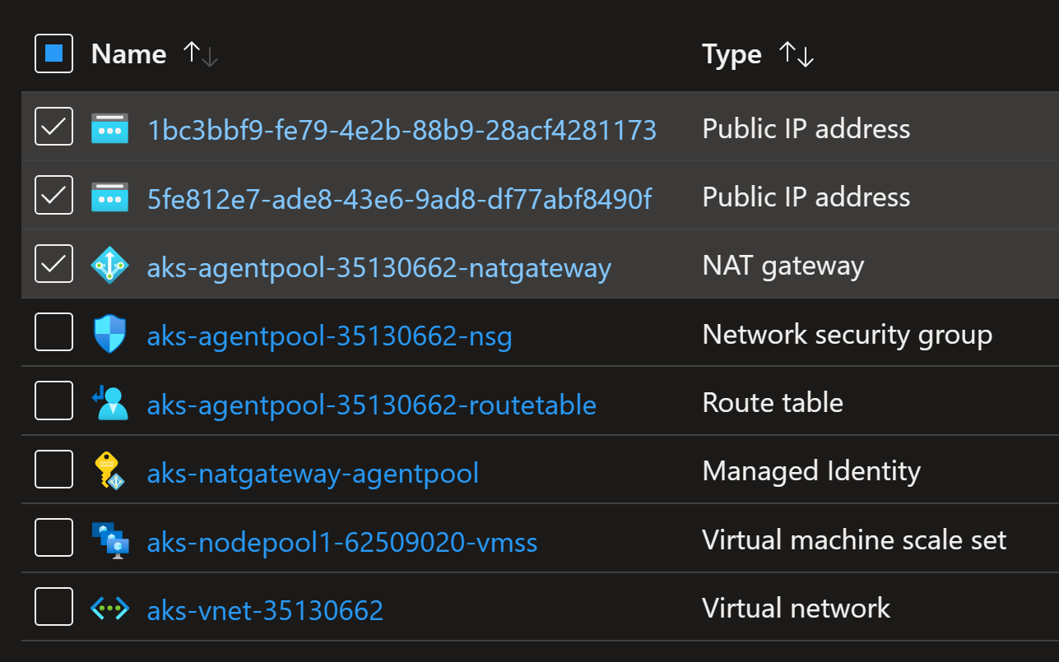 Name Type
1bc3bbf9-fe79-4e2b-88b9-28acf4281173 Public IP address
5fe812e7-ade8-43e6-9ad8-df77abf8490f Public IP address
aks-agentpool-35130662-natgateway NAT gateway
aks-agentpool-35130662-nsg Network security group
aks-agentpool-35130662-routetable Route table
aks-natgateway-agentpool Managed Identity
aks-nodepool1-62509020-vmss Virtual machine scale set
aks-vnet-35130662 Virtual network